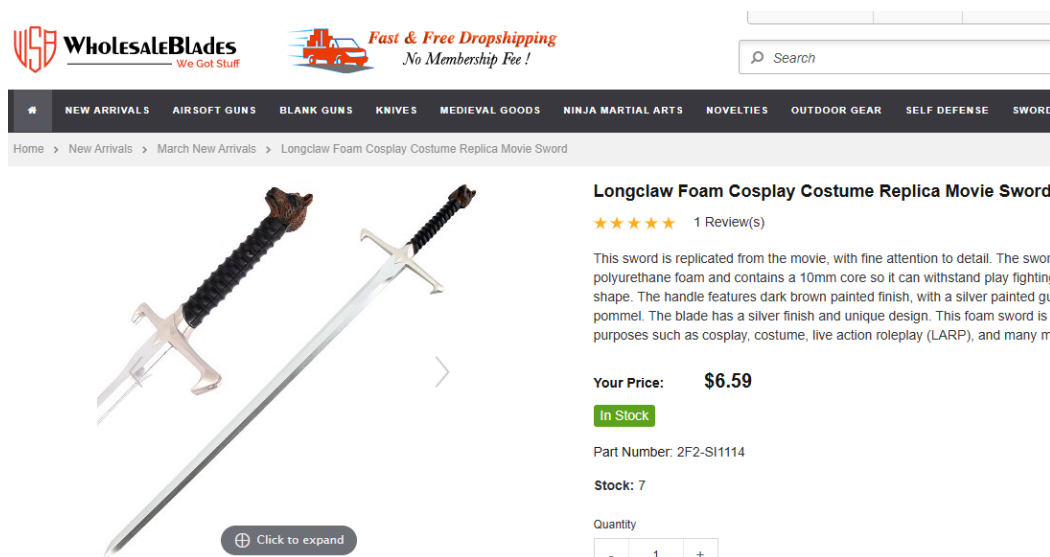 WSB WHOLESALEBLADES
We Got Stuff
Fast & Free Dropshipping
No Membership Fee !
Search
NEW ARRIVALS AIRSOFT GUNS BLANK GUNS KNIVES MEDIEVAL GOODS NINJA MARTIAL ARTS NOVELTIES OUTDOOR GEAR SELF DEFENSE SWORD
Home > New Arrivals > March New Arrivals > Longclaw Foam Cosplay Costume Replica Movie Sword
Longclaw Foam Cosplay Costume Replica Movie Sword
1 Review(s)
This sword is replicated from the movie, with fine attention to detail. The swor
polyurethane foam and contains a 10mm core so it can withstand play fighting
shape. The handle features dark brown painted finish, with a silver painted gu
pommel. The blade has a silver finish and unique design. This foam sword is
purposes such as cosplay, costume, live action roleplay (LARP), and many m
Your Price: $6.59
In Stock
Part Number: 2F2-SI1114
Stock: 7
Quantity
- 1 +
Click to expand